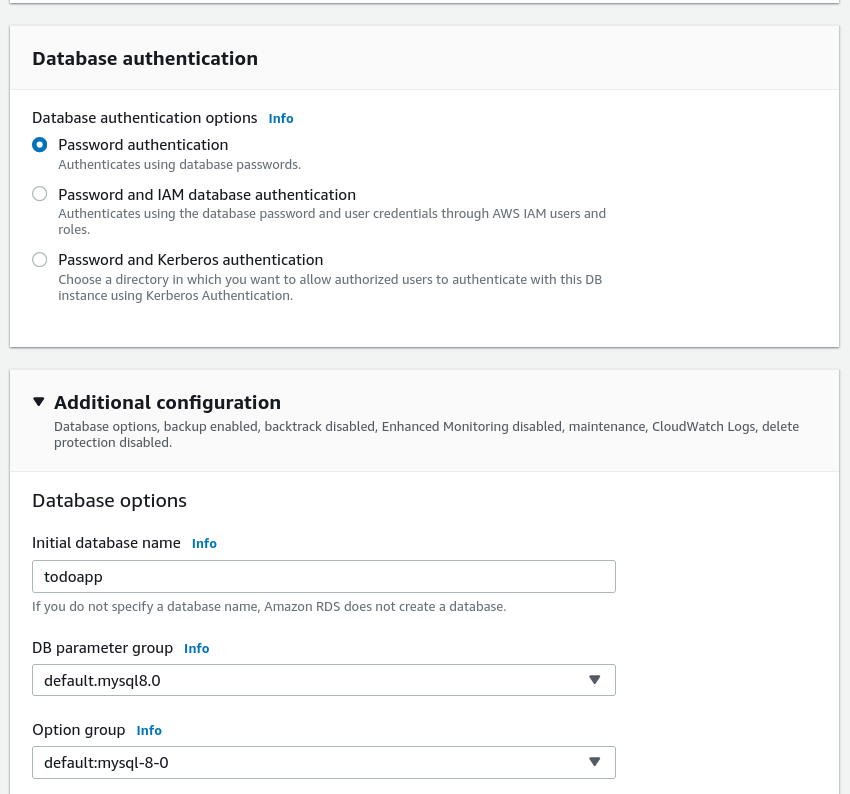 Database authentication
Database authentication options Info
Password authentication
Authenticates using database passwords.
Password and IAM database authentication
Authenticates using the database password and user credentials through AWS IAM users and
roles.
Password and Kerberos authentication
Choose a directory in which you want to allow authorized users to authenticate with this DB
instance using Kerberos Authentication.
Additional configuration
Database options, backup enabled, backtrack disabled, Enhanced Monitoring disabled, maintenance, CloudWatch Logs, delete
protection disabled.
Database options
Initial database name Info
todoapp
If you do not specify a database name, Amazon RDS does not create a database.
DB parameter group Info
default.mysql8.0
Option group Info
default:mysql-8-0